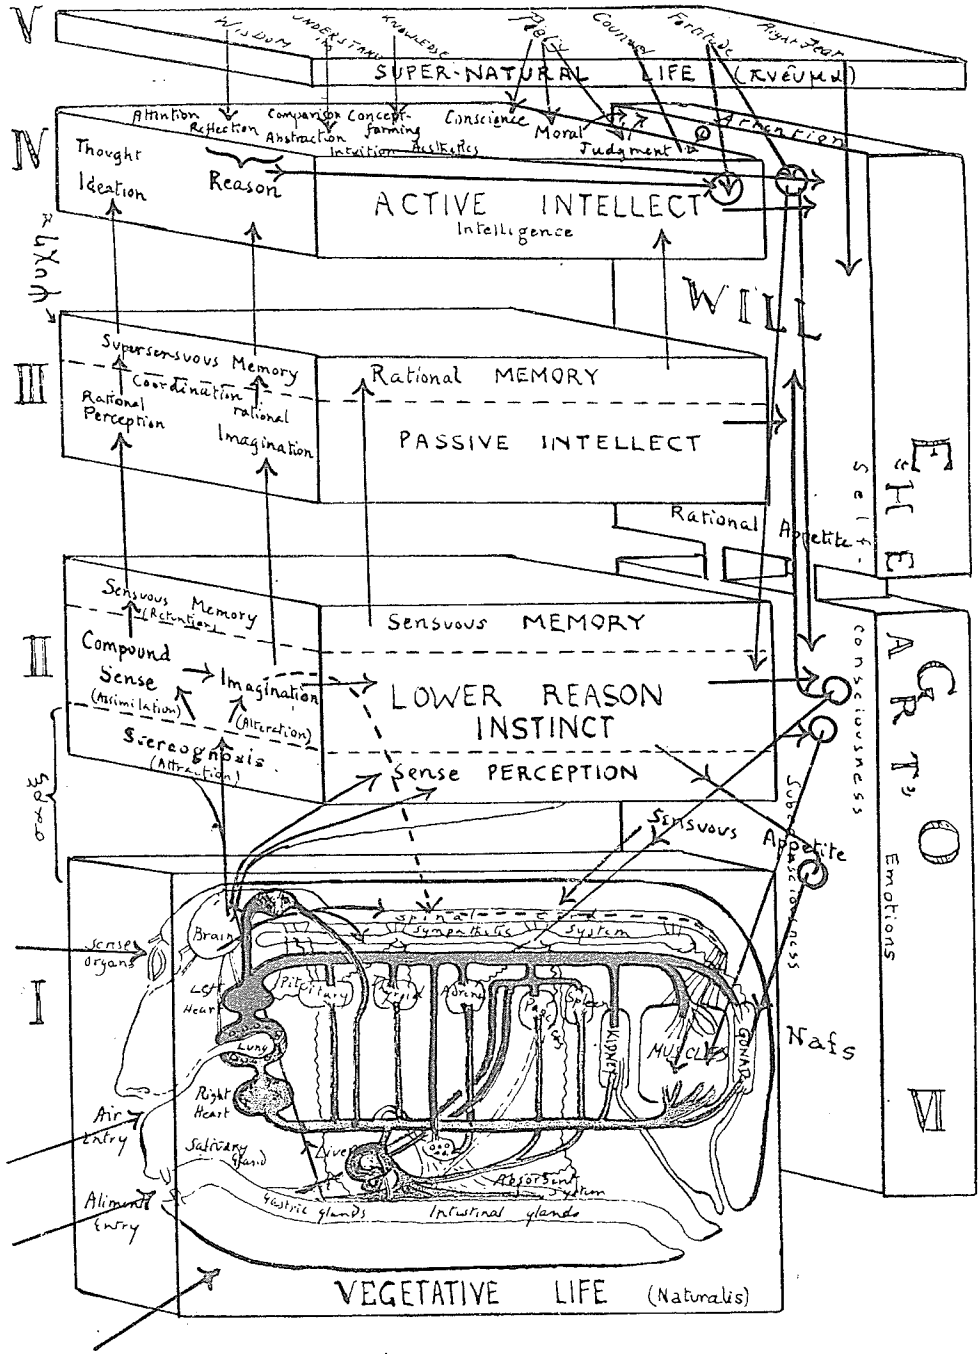 V
WISDOM
UNDERSTANDING
KNOWLEDGE
Piety
Counsel
Fortitude
Right Fear
SUPER-NATURAL LIFE (πνέυμα)
IV
Attention
Reflection
Comparison
Abstraction
Intuition
Concept-
forming
Aesthetics
Conscience
Moral
Judgment
Attention
Thought
Ideation
Reason
ACTIVE INTELLECT
Intelligence
ψυχή
WILL
III
Supersensuous Memory
Coordination
Rational
Perception
rational
Imagination
Rational MEMORY
PASSIVE INTELLECT
Rational Appetite
Self-
consciousness
II
Sensuous Memory
(Retention)
Compound
Sense
(Assimilation)
Imagination
(Alteration)
Stereognosis
(Attraction)
Sensuous MEMORY
LOWER REASON
INSTINCT
Sense PERCEPTION
Sensuous Appetite
Subconsciousness
Emotions
THE
EGO
HEART
σαρξ
I
Sense
Organs
Brain
Spinal Cord
Sympathetic System
Left
Heart
Pituitary
Thyroid
Adrenal
Spleen
KIDNEY
MUSCLES
GONAD
Lung
Right
Heart
Air
Entry
Salivary
Gland
Liver
Absorbent
System
Aliment
Entry
Gastric glands
Intestinal glands
VEGETATIVE LIFE (Naturalis)
Nafs
VI